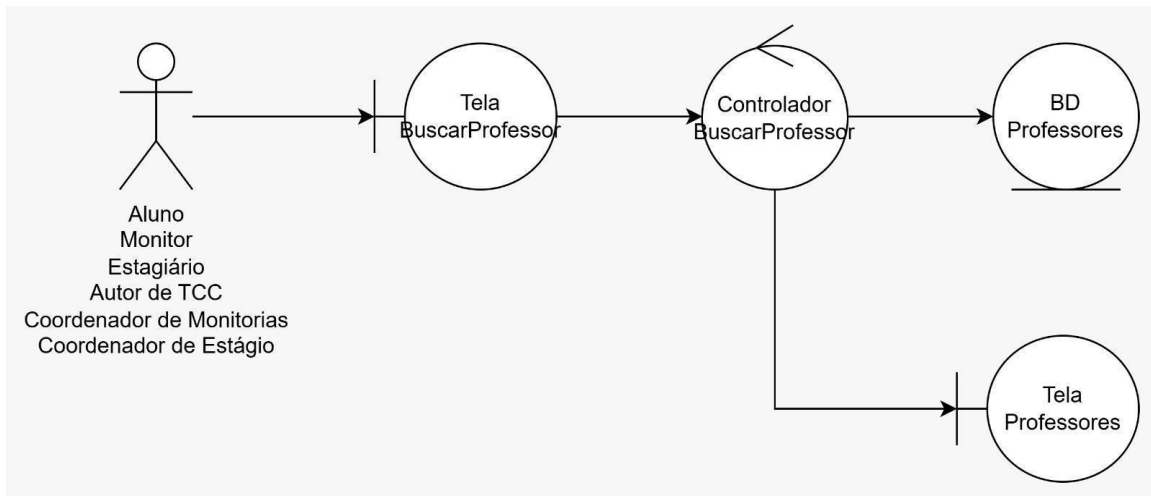 Tela
BuscarProfessor
Controlador
BuscarProfessor
BD
Professores
Aluno
Monitor
Estagiário
Autor de TCC
Coordenador de Monitorias
Coordenador de Estágio
Tela
Professores